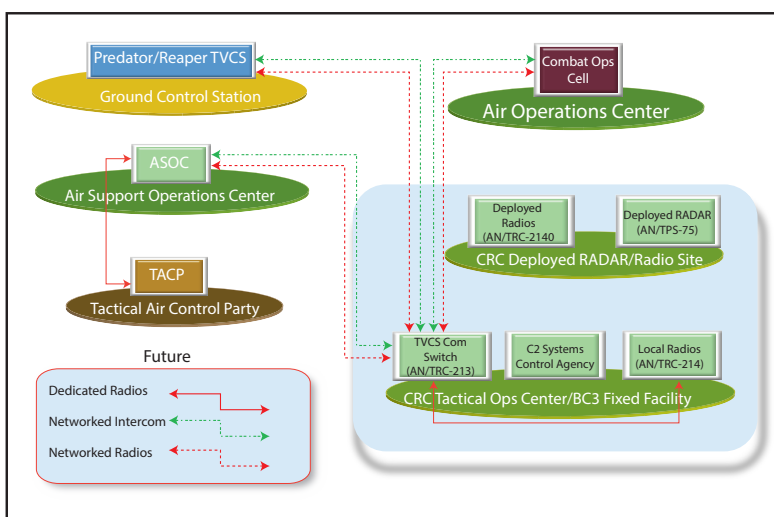 Predator/Reaper TVCS
Ground Control Station
Combat Ops
Cell
Air Operations Center
ASOC
Air Support Operations Center
Deployed
Radios
(AN/TRC-2140
Deployed RADAR
(AN/TPS-75)
CRC Deployed RADAR/Radio Site
TACP
Tactical Air Control Party
TVCS Com
Switch
(AN/TRC-213)
C2 Systems
Control Agency
Local Radios
(AN/TRC-214)
CRC Tactical Ops Center/BC3 Fixed Facility
Future
Dedicated Radios
Networked Intercom
Networked Radios